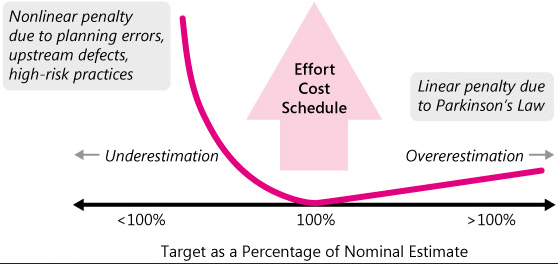 Nonlinear penalty
due to planning errors,
upstream defects,
high-risk practices
Effort
Cost
Schedule
Linear penalty due
to Parkinson's Law
Underestimation
Overerestimation
<100%
100%
>100%
Target as a Percentage of Nominal Estimate